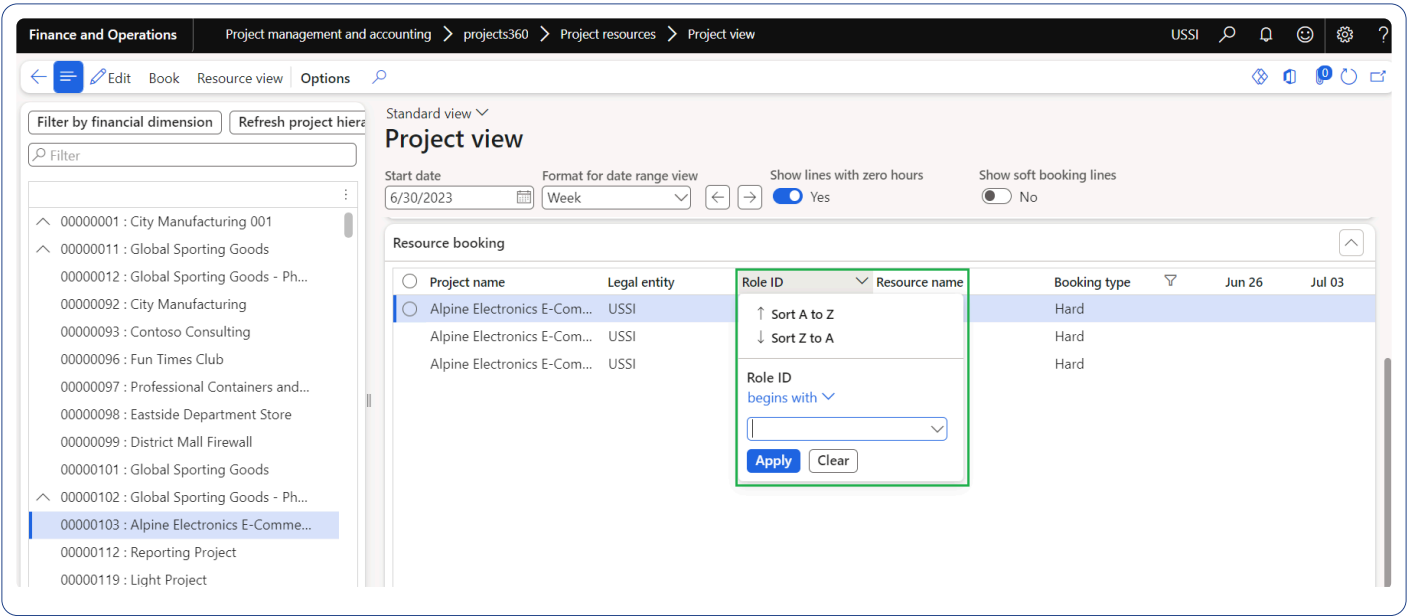 Finance and Operations
Project management and accounting > projects360 > Project resources > Project view
USSI
?
Edit Book Resource view Options
0
Filter by financial dimension
Refresh project hiera
Filter
00000001 : City Manufacturing 001
00000011 : Global Sporting Goods
00000012 : Global Sporting Goods - Ph...
00000092 : City Manufacturing
00000093 : Contoso Consulting
00000096 : Fun Times Club
00000097 : Professional Containers and...
00000098 : Eastside Department Store
00000099 : District Mall Firewall
00000101 : Global Sporting Goods
00000102 : Global Sporting Goods - Ph...
00000103 : Alpine Electronics E-Comme...
00000112 : Reporting Project
00000119 : Light Project
Standard view
Project view
Start date Format for date range view Show lines with zero hours Show soft booking lines
6/30/2023 Week Yes No
Resource booking
Project name Legal entity Role ID Resource name Booking type Jun 26 Jul 03
Alpine Electronics E-Com... USSI Hard
Alpine Electronics E-Com... USSI Hard
Alpine Electronics E-Com... USSI Hard
Sort A to Z
Sort Z to A
Role ID
begins with
Apply Clear